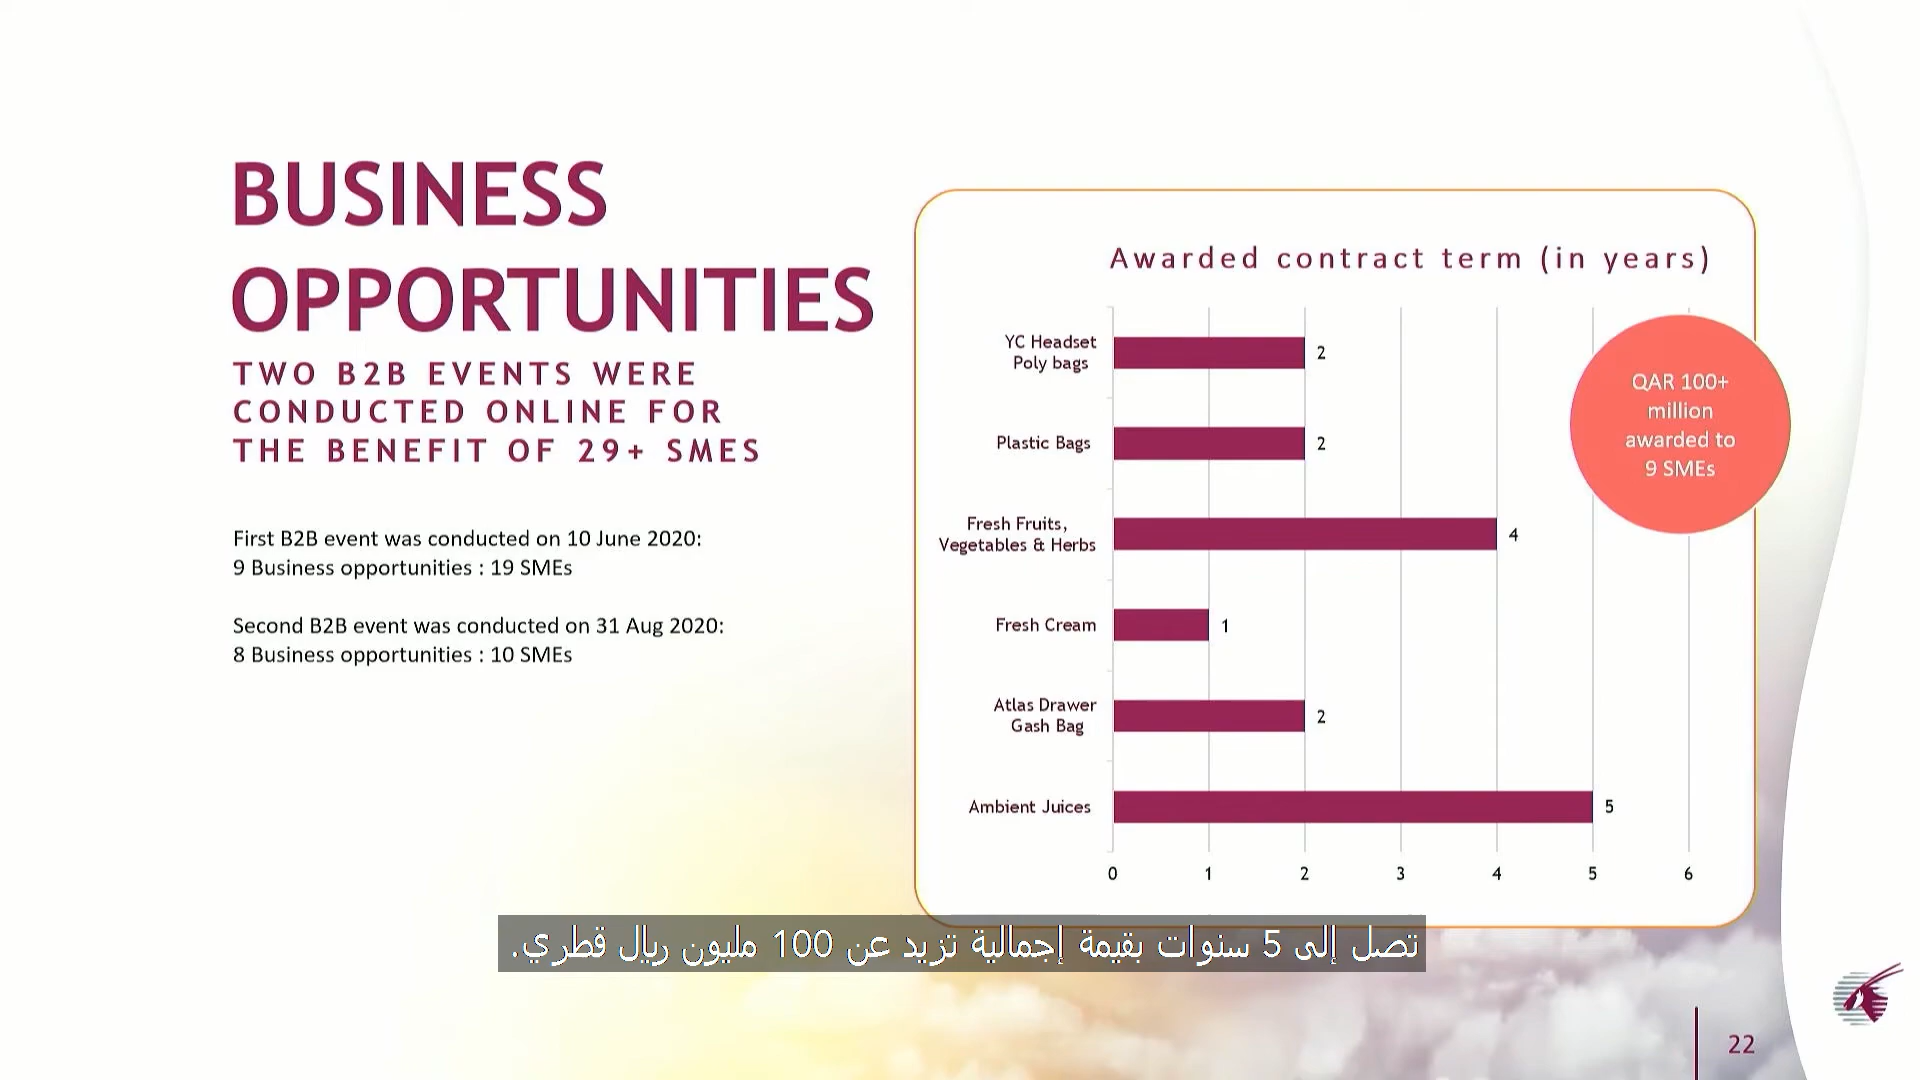 BUSINESS
OPPORTUNITIES
TWO B2B EVENTS WERE
CONDUCTED ONLINE FOR
THE BENEFIT OF 29+ SMES
First B2B event was conducted on 10 June 2020:
9 Business opportunities : 19 SMEs
Second B2B event was conducted on 31 Aug 2020:
8 Business opportunities : 10 SMEs
Awarded contract term (in years)
YC Headset
Poly bags
2
Plastic Bags
2
Fresh Fruits,
Vegetables & Herbs
4
Fresh Cream
1
Atlas Drawer
Gash Bag
2
Ambient Juices
5
0 1 2 3 4 5 6
QAR 100+
million
awarded to
9 SMEs
تصل إلى 5 سنوات بقيمة إجمالية تزيد عن 100 مليون ريال قطري.
22